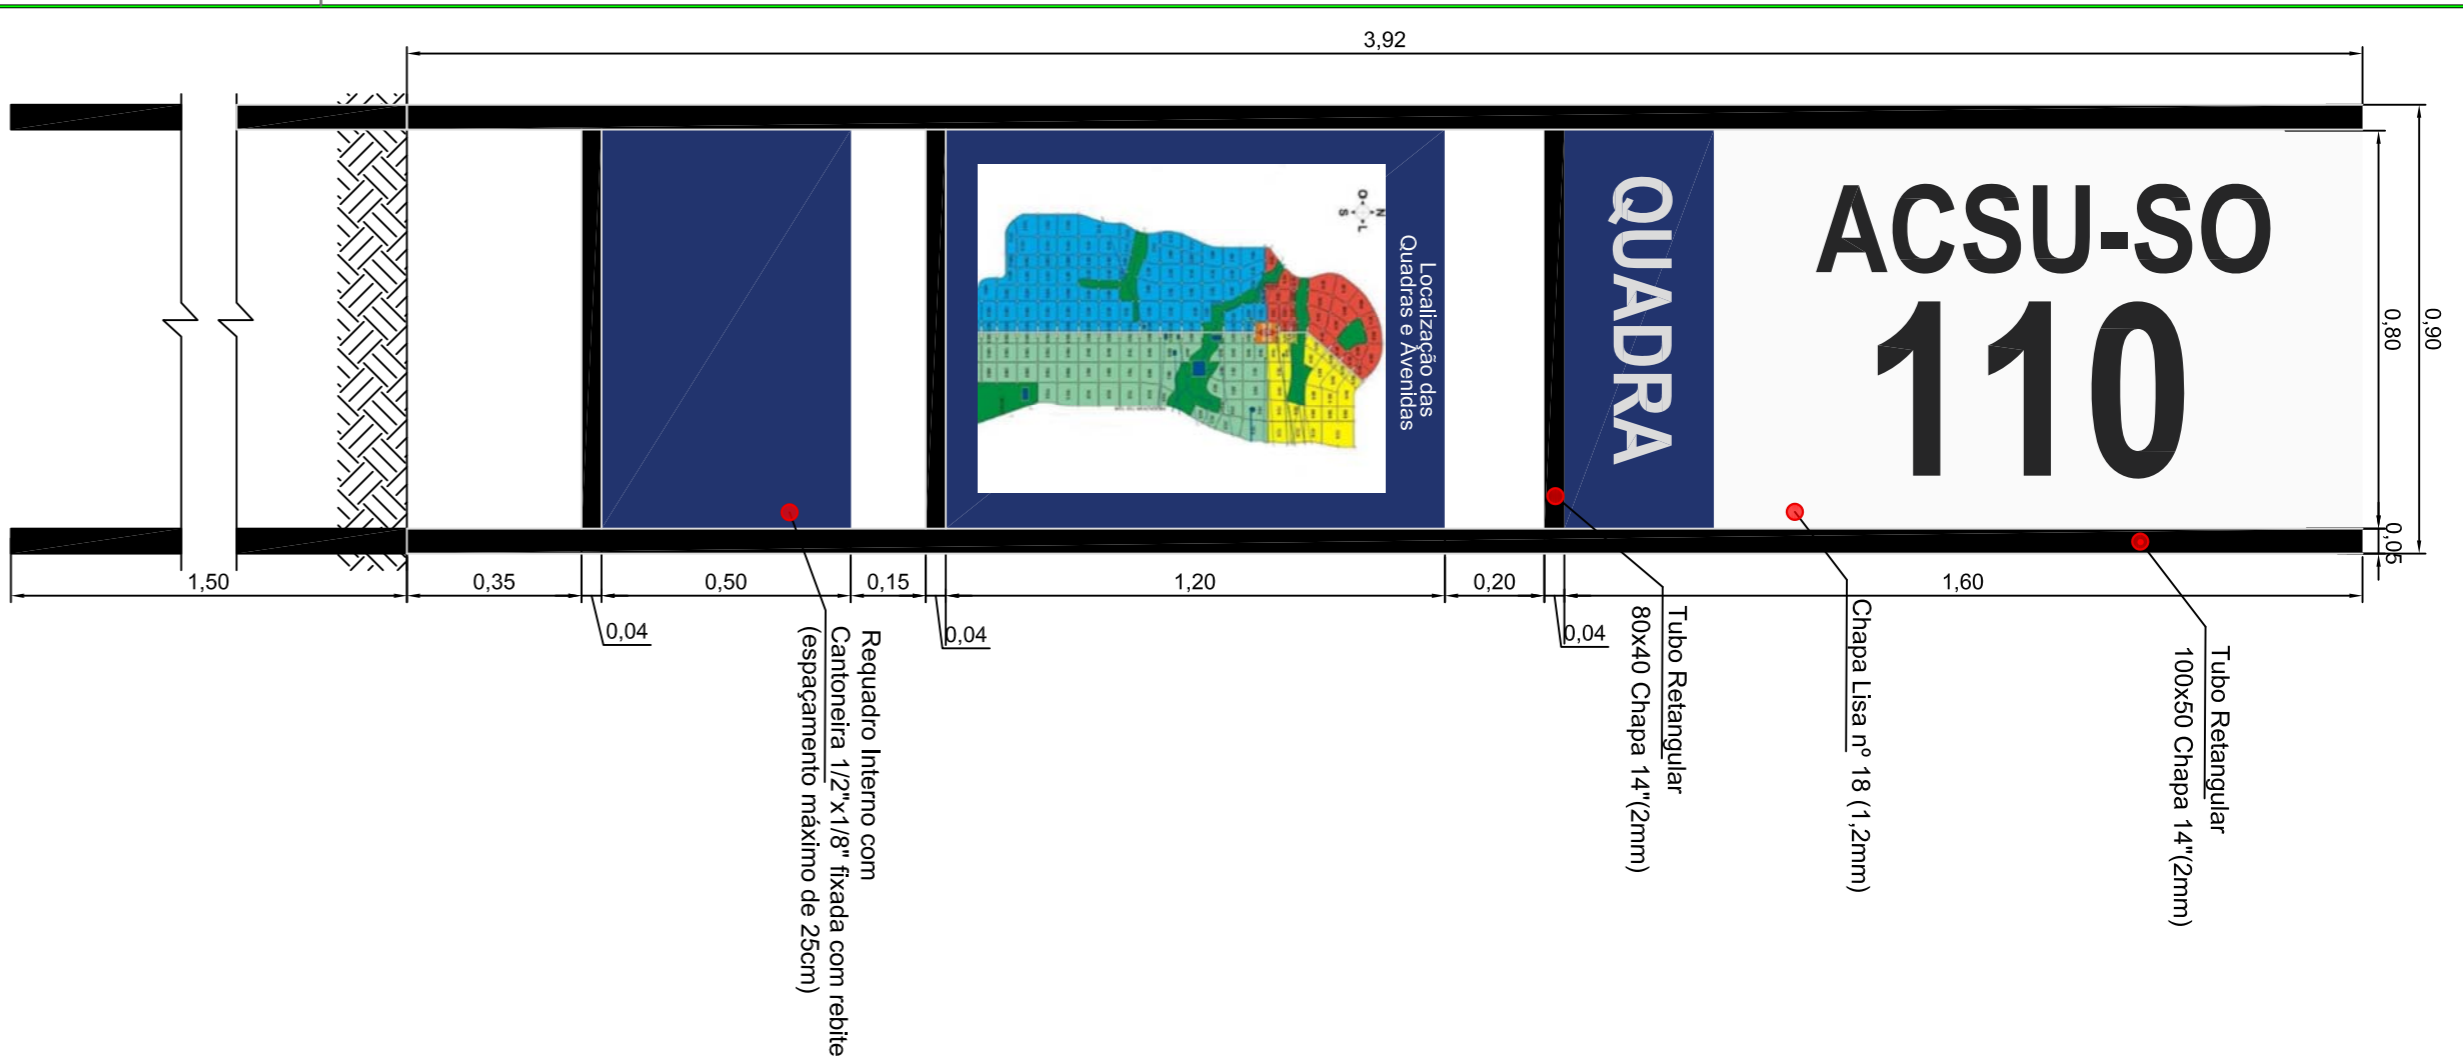 3,92
ACSU-SO
110
QUADRA
Localização das
Quadras e Avenidas
N
S
O
L
0,80
0,90
0,05
1,50
0,35
0,50
0,15
1,20
0,20
1,60
0,04
0,04
0,04
Requadro Interno com
Cantoneira 1/2"x1/8" fixada com rebite
(espaçamento máximo de 25cm)
Tubo Retangular
80x40 Chapa 14"(2mm)
Chapa Lisa nº 18 (1,2mm)
Tubo Retangular
100x50 Chapa 14"(2mm)